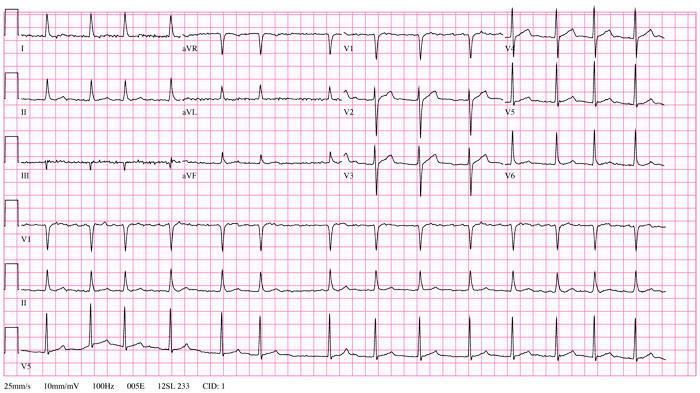 I aVR V1 V4
II aVL V2 V5
III aVF V3 V6
V1
II
V5
25mm/s 10mm/mV 100Hz 005E 12SL 233 CID: 1